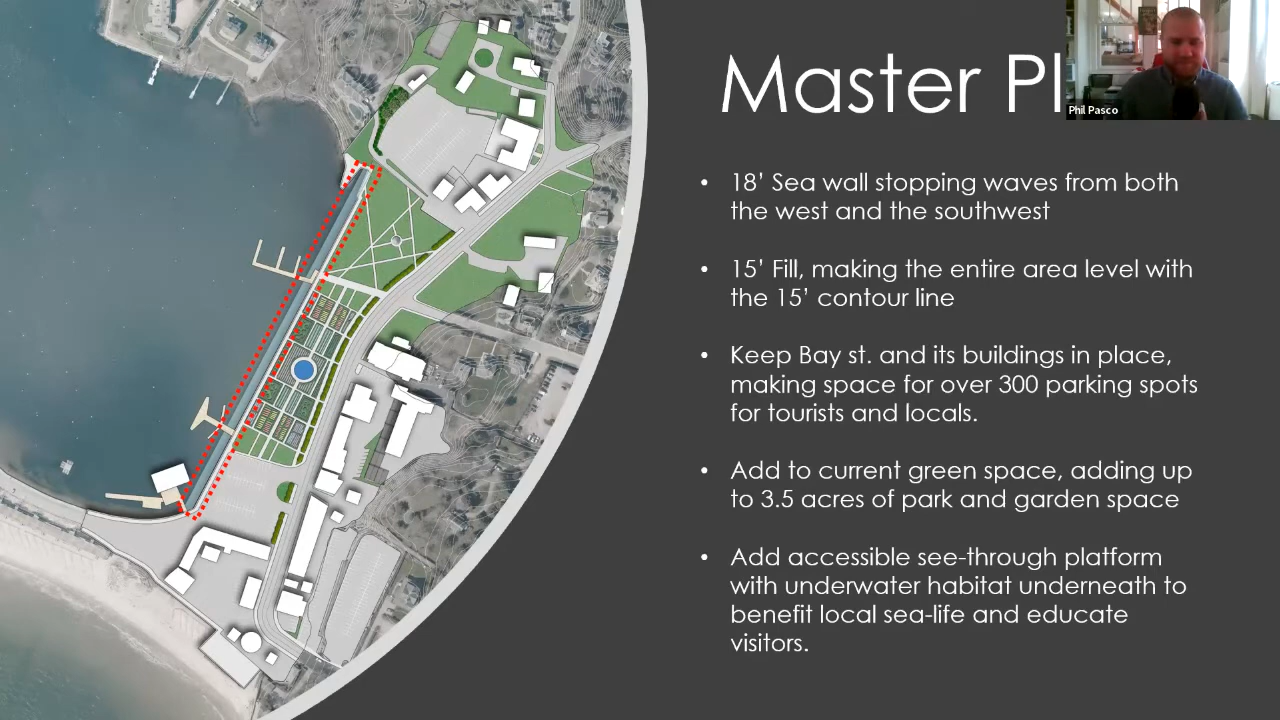 Master Pl
Phil Pasco
• 18’ Sea wall stopping waves from both
the west and the southwest
• 15’ Fill, making the entire area level with
the 15’ contour line
• Keep Bay st. and its buildings in place,
making space for over 300 parking spots
for tourists and locals.
• Add to current green space, adding up
to 3.5 acres of park and garden space
• Add accessible see-through platform
with underwater habitat underneath to
benefit local sea-life and educate
visitors.